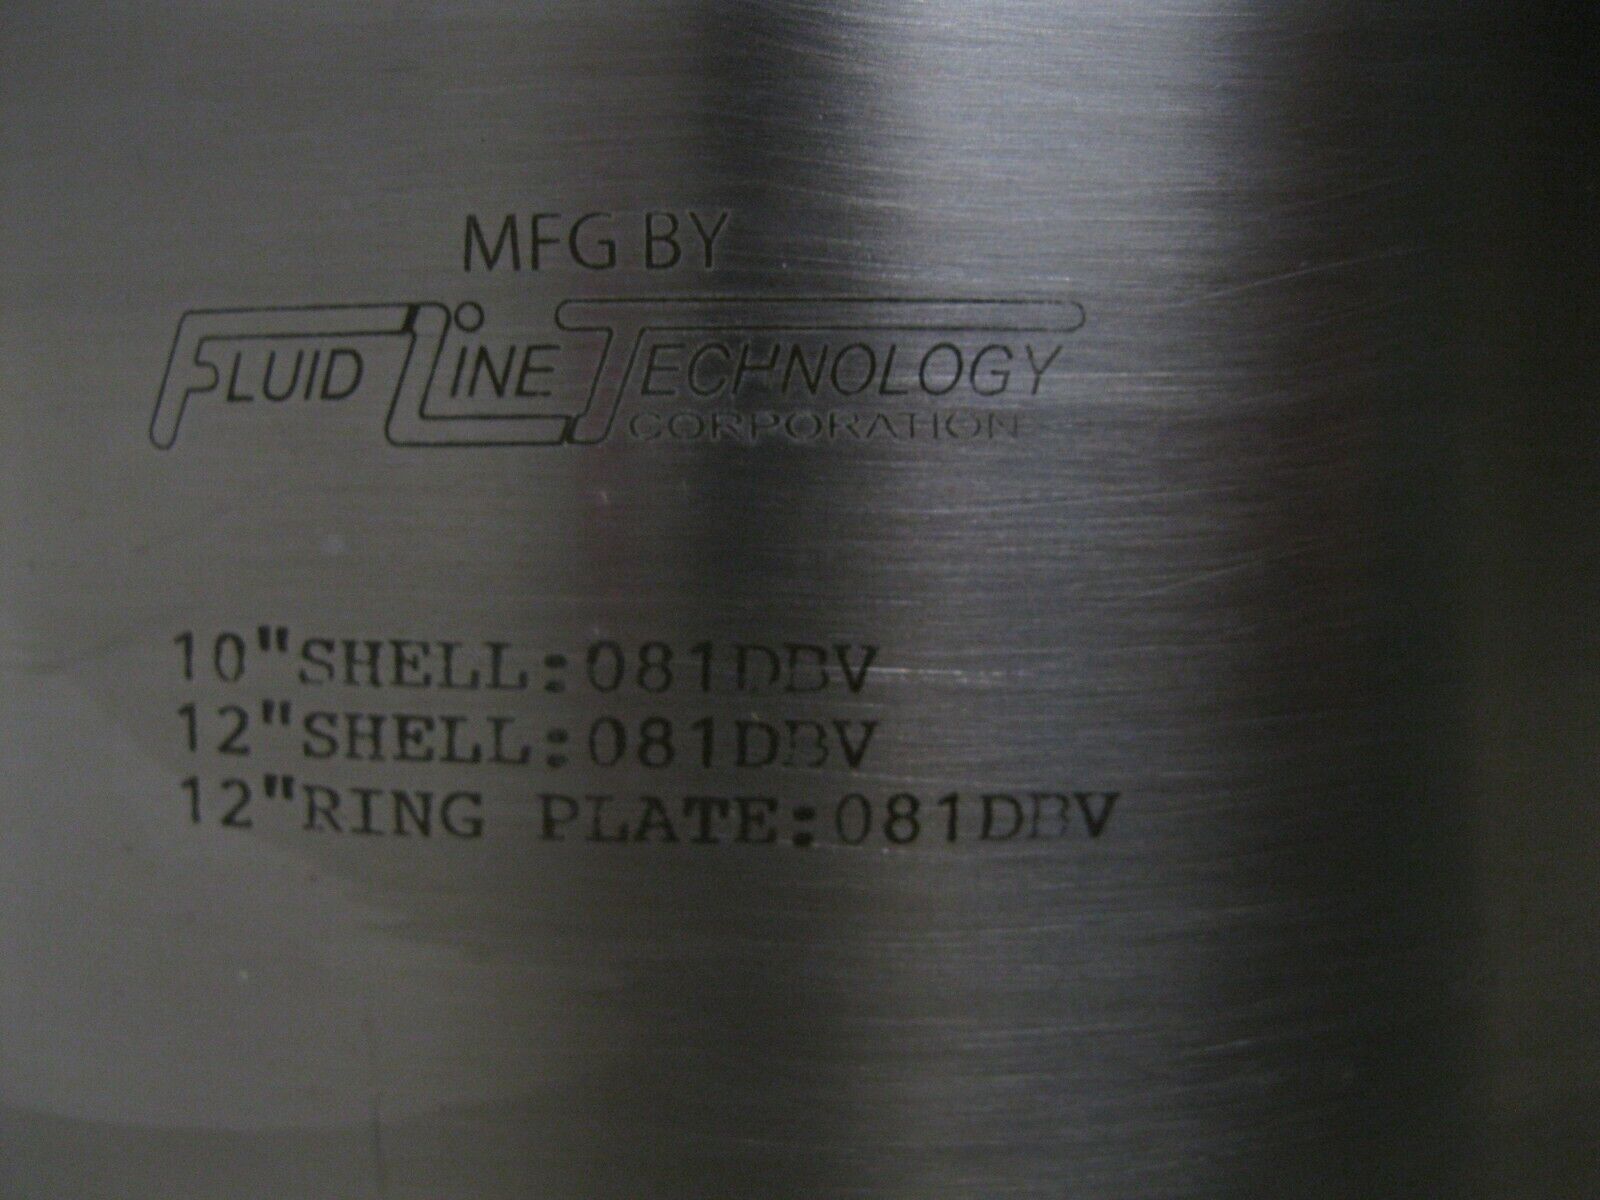 MFG BY
FLUID LINE TECHNOLOGY
CORPORATION
10"SHELL:081DBV
12"SHELL:081DBV
12"RING PLATE:081DBV